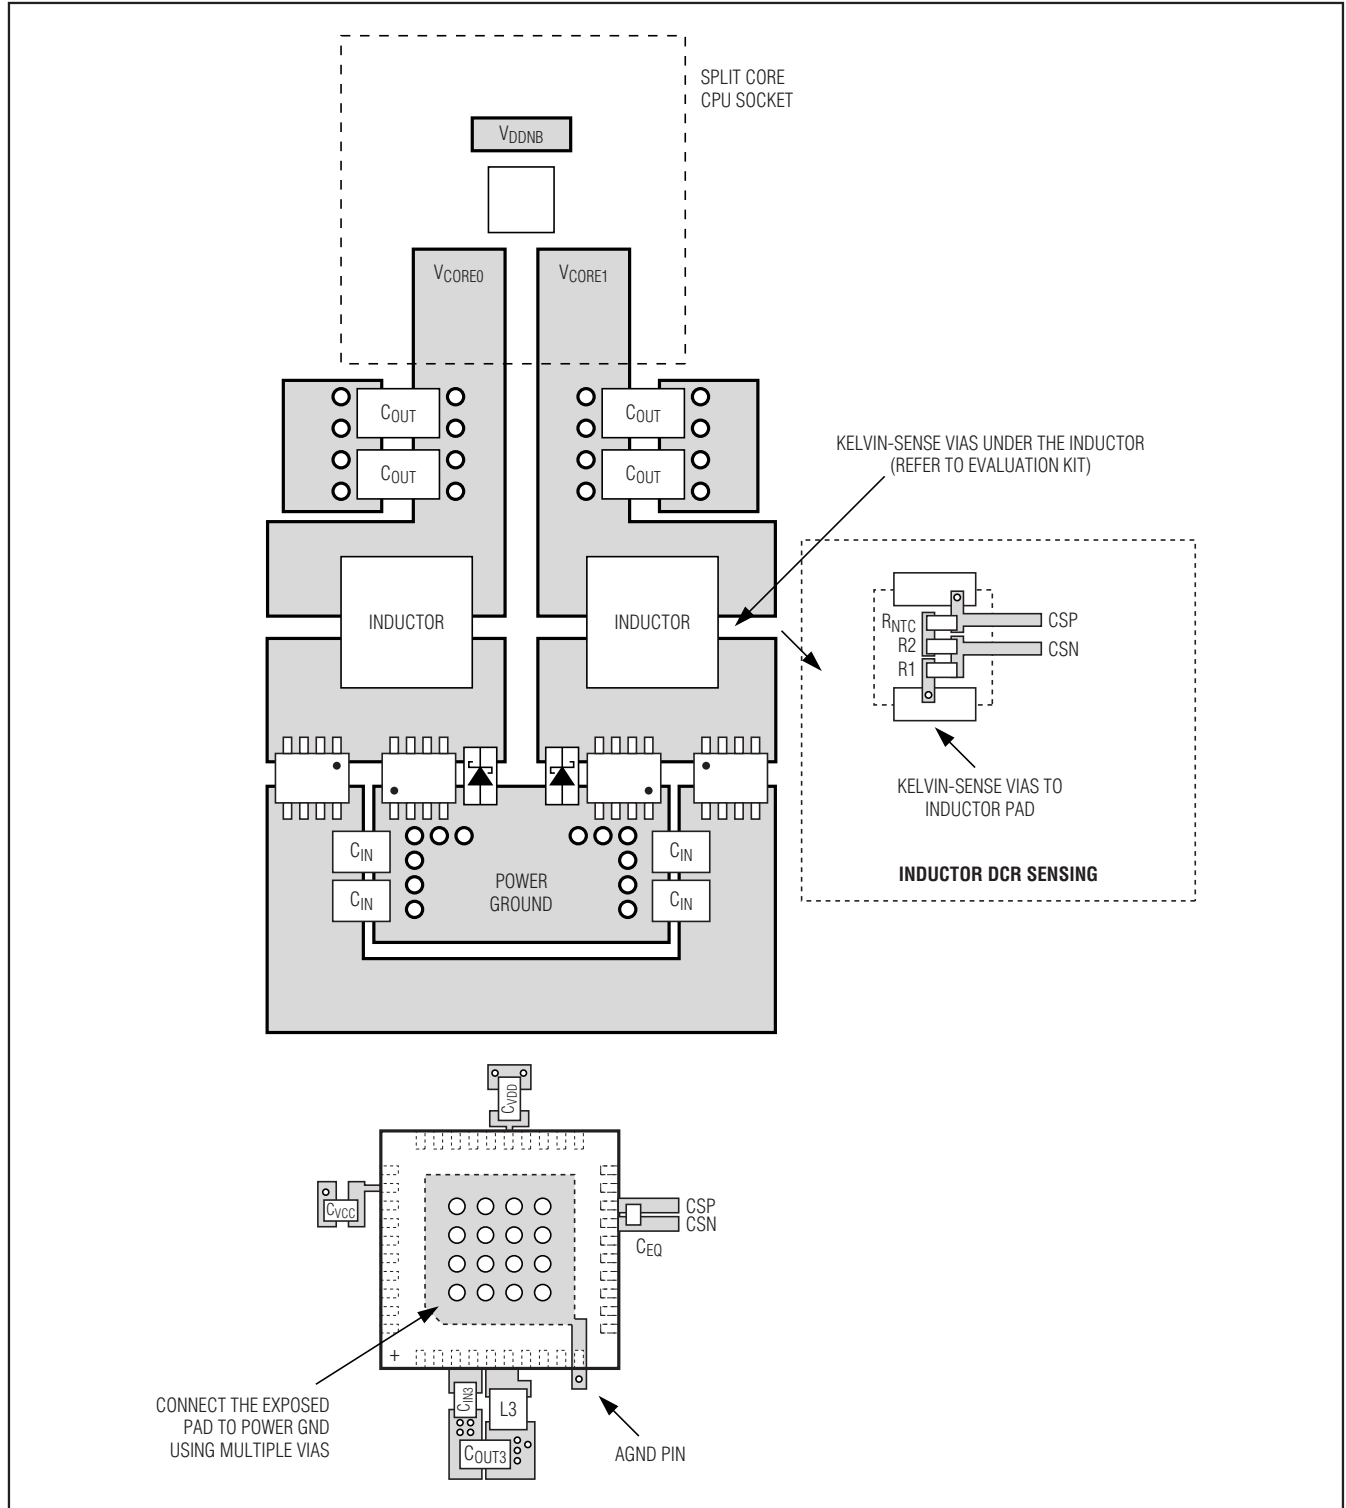 SPLIT CORE
CPU SOCKET
VDDNB
VCORE0
VCORE1
COUT
COUT
COUT
COUT
KELVIN-SENSE VIAS UNDER THE INDUCTOR
(REFER TO EVALUATION KIT)
INDUCTOR
INDUCTOR
RNTC
R2
R1
CSP
CSN
KELVIN-SENSE VIAS TO
INDUCTOR PAD
INDUCTOR DCR SENSING
CIN
CIN
CIN
CIN
POWER
GROUND
CVDD
CVCC
CSP
CSN
CEQ
+
CIN3
L3
COUT3
CONNECT THE EXPOSED
PAD TO POWER GND
USING MULTIPLE VIAS
AGND PIN